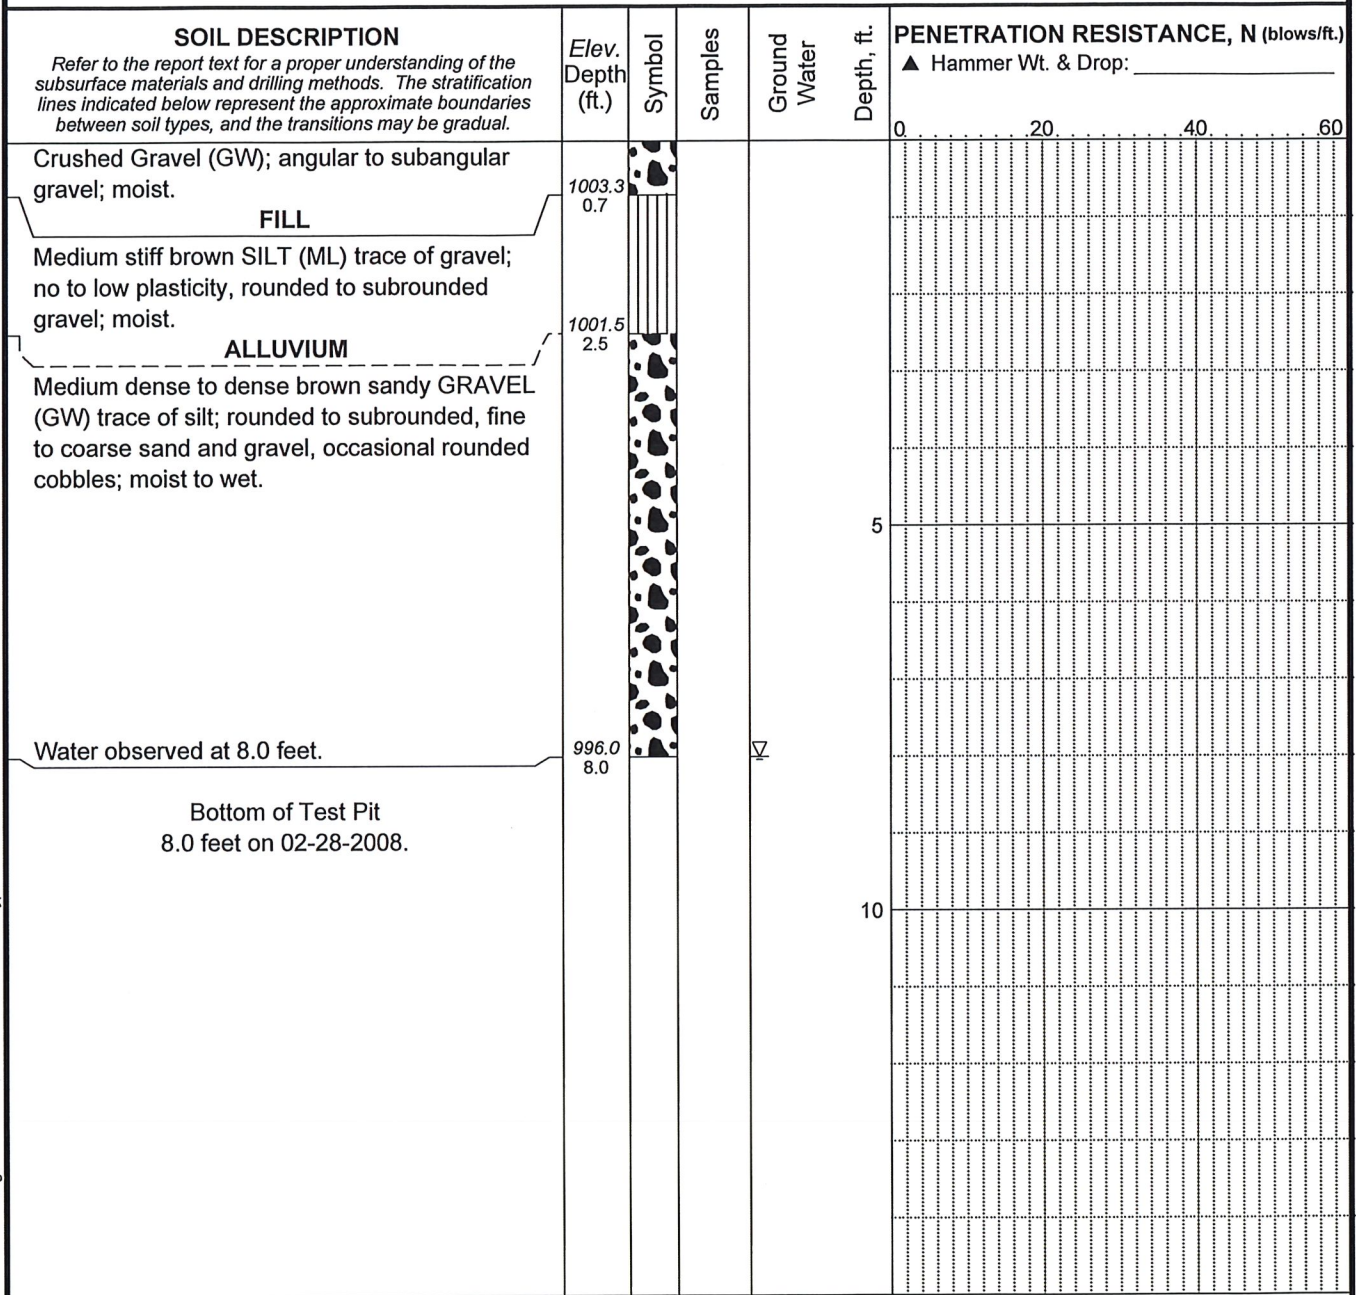 SOIL DESCRIPTION
Refer to the report text for a proper understanding of the
subsurface materials and drilling methods. The stratification
lines indicated below represent the approximate boundaries
between soil types, and the transitions may be gradual.
Elev.
Depth
(ft.)
Symbol
Samples
Ground
Water
Depth, ft.
PENETRATION RESISTANCE, N (blows/ft.)
▲ Hammer Wt. & Drop:
0 20 40 60
Crushed Gravel (GW); angular to subangular
gravel; moist.
1003.3
0.7
FILL
Medium stiff brown SILT (ML) trace of gravel;
no to low plasticity, rounded to subrounded
gravel; moist.
1001.5
2.5
ALLUVIUM
Medium dense to dense brown sandy GRAVEL
(GW) trace of silt; rounded to subrounded, fine
to coarse sand and gravel, occasional rounded
cobbles; moist to wet.
5
Water observed at 8.0 feet.
996.0
8.0
Bottom of Test Pit
8.0 feet on 02-28-2008.
10